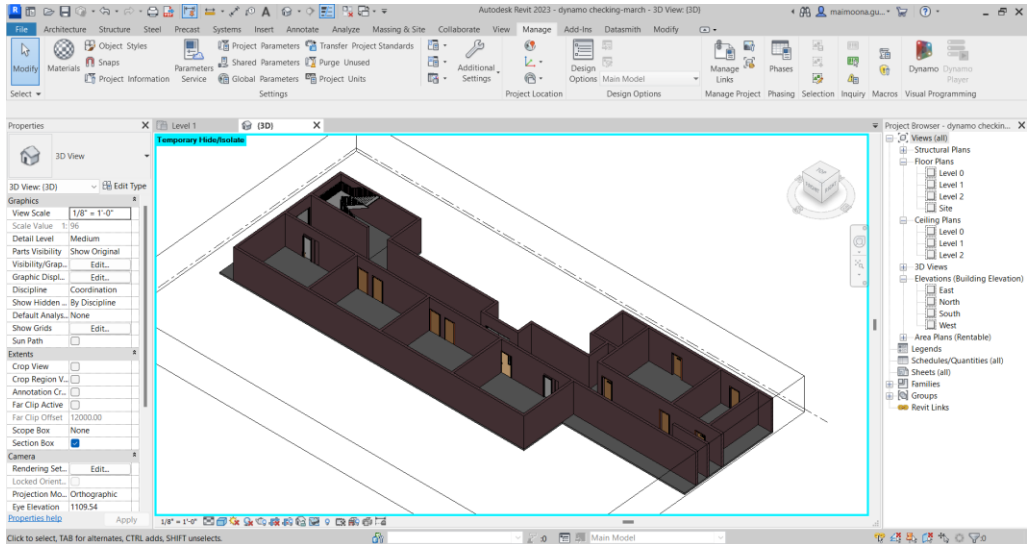 Autodesk Revit 2023 - dynamo checking-march - 3D View: {3D}
maimoona.gu...
File Architecture Structure Steel Precast Systems Insert Annotate Analyze Massing & Site Collaborate View Manage Add-Ins Datasmith Modify
Modify
Materials
Object Styles
Snaps
Project Information
Parameters Service
Project Parameters
Shared Parameters
Global Parameters
Transfer Project Standards
Purge Unused
Project Units
Additional Settings
Design Options
Main Model
Manage Links
Phases
Dynamo
Dynamo Player
Select
Settings
Project Location
Design Options
Manage Project
Phasing
Selection
Inquiry
Macros
Visual Programming
Properties
3D View
3D View: {3D}
Edit Type
Graphics
View Scale 1/8" = 1'-0"
Scale Value 1: 96
Detail Level Medium
Parts Visibility Show Original
Visibility/Grap... Edit...
Graphic Displ... Edit...
Discipline Coordination
Show Hidden ... By Discipline
Default Analys... None
Show Grids Edit...
Sun Path
Extents
Crop View
Crop Region V...
Annotation Cr...
Far Clip Active
Far Clip Offset 12000.00
Scope Box None
Section Box
Camera
Rendering Set... Edit...
Locked Orient...
Projection Mo... Orthographic
Eye Elevation 1109.54
Properties help
Apply
Level 1
{3D}
Temporary Hide/Isolate
TOP
1/8" = 1'-0"
Project Browser - dynamo checkin...
Views (all)
Structural Plans
Floor Plans
Level 0
Level 1
Level 2
Site
Ceiling Plans
Level 0
Level 1
Level 2
3D Views
Elevations (Building Elevation)
East
North
South
West
Area Plans (Rentable)
Legends
Schedules/Quantities (all)
Sheets (all)
Families
Groups
Revit Links
Click to select, TAB for alternates, CTRL adds, SHIFT unselects.
:0
Main Model
:0